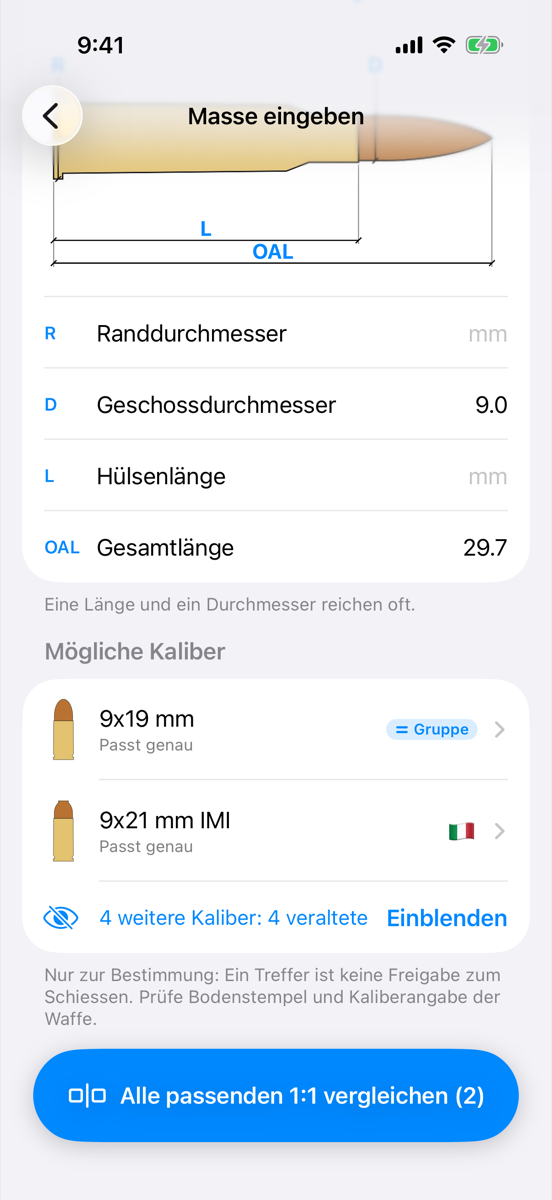 9:41
Masse eingeben
L
OAL
R Randdurchmesser mm
D Geschossdurchmesser 9.0
L Hülsenlänge mm
OAL Gesamtlänge 29.7
Eine Länge und ein Durchmesser reichen oft.
Mögliche Kaliber
9x19 mm
Passt genau
= Gruppe
9x21 mm IMI
Passt genau
4 weitere Kaliber: 4 veraltete Einblenden
Nur zur Bestimmung: Ein Treffer ist keine Freigabe zum
Schiessen. Prüfe Bodenstempel und Kaliberangabe der
Waffe.
Alle passenden 1:1 vergleichen (2)